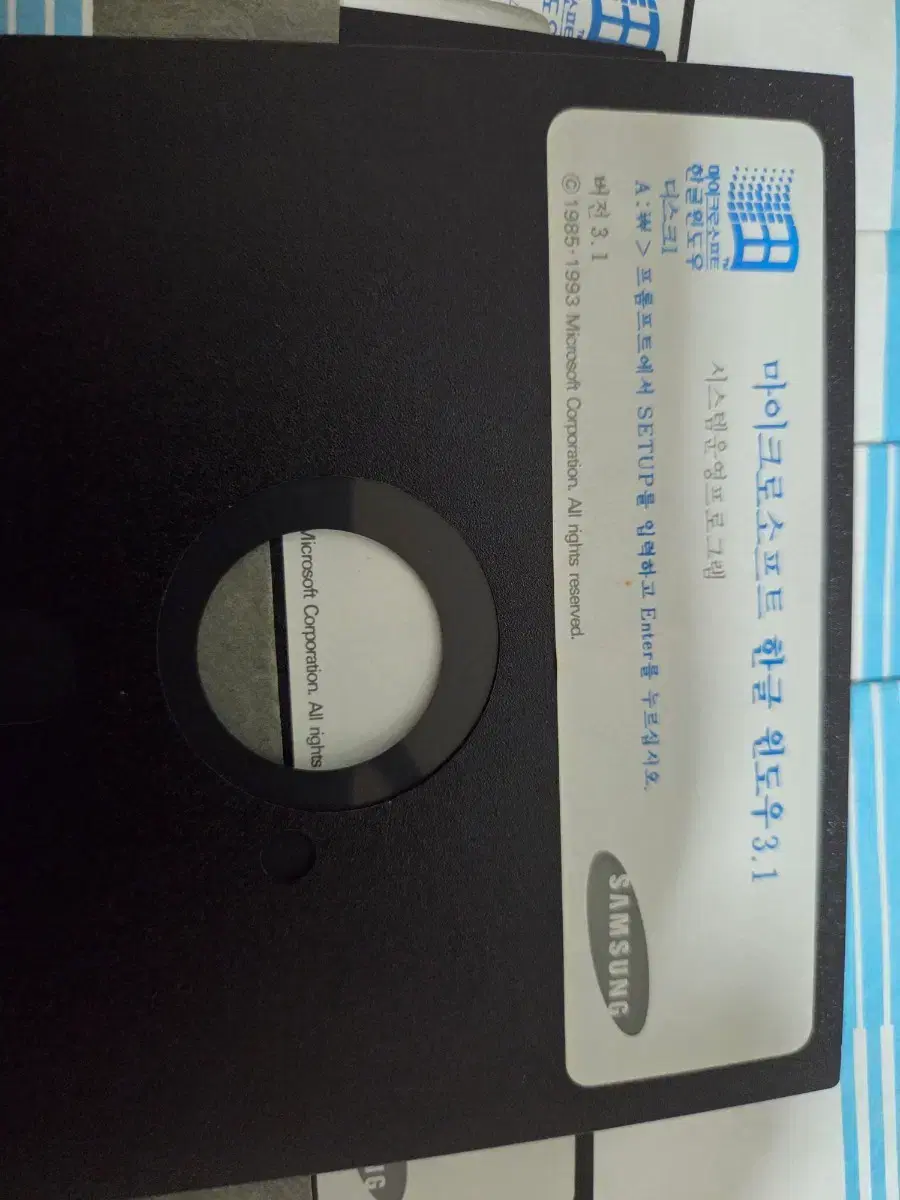 마이크로소프트 한글 윈도우 3.1
시스템운영프로그램
마이크로소프트
한글윈도우™
디스크1
A:₩ > 프롬프트에서 SETUP을 입력하고 Enter를 누르십시오.
버전 3.1
©1985-1993 Microsoft Corporation. All rights reserved.
SAMSUNG
Microsoft Corporation. All rights